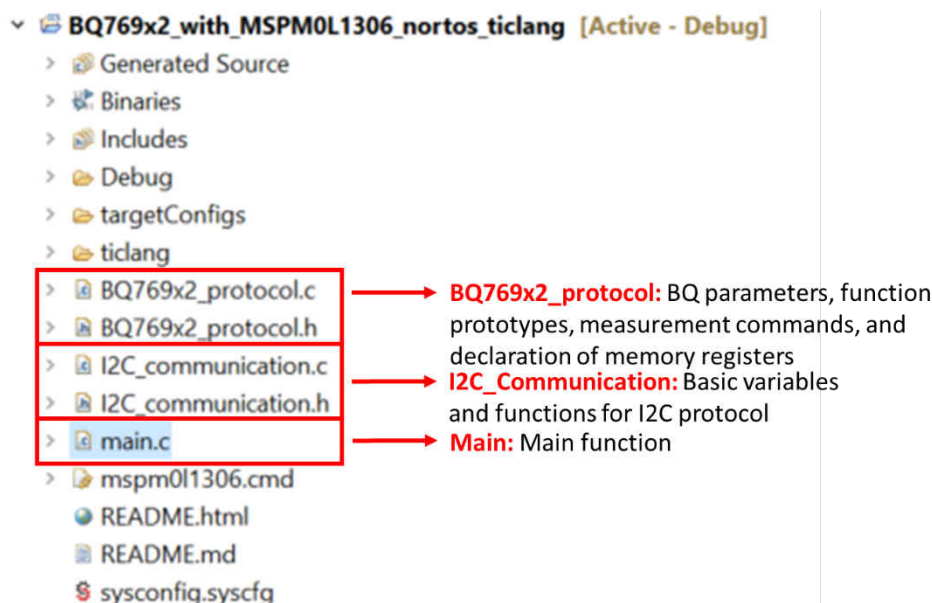 BQ769x2_with_MSPM0L1306_nortos_ticlang [Active - Debug]
Generated Source
Binaries
Includes
Debug
targetConfigs
ticlang
BQ769x2_protocol.c
BQ769x2_protocol.h
I2C_communication.c
I2C_communication.h
main.c
mspm0l1306.cmd
README.html
README.md
sysconfig.syscfg
BQ769x2_protocol: BQ parameters, function
prototypes, measurement commands, and
declaration of memory registers
I2C_Communication: Basic variables
and functions for I2C protocol
Main: Main function